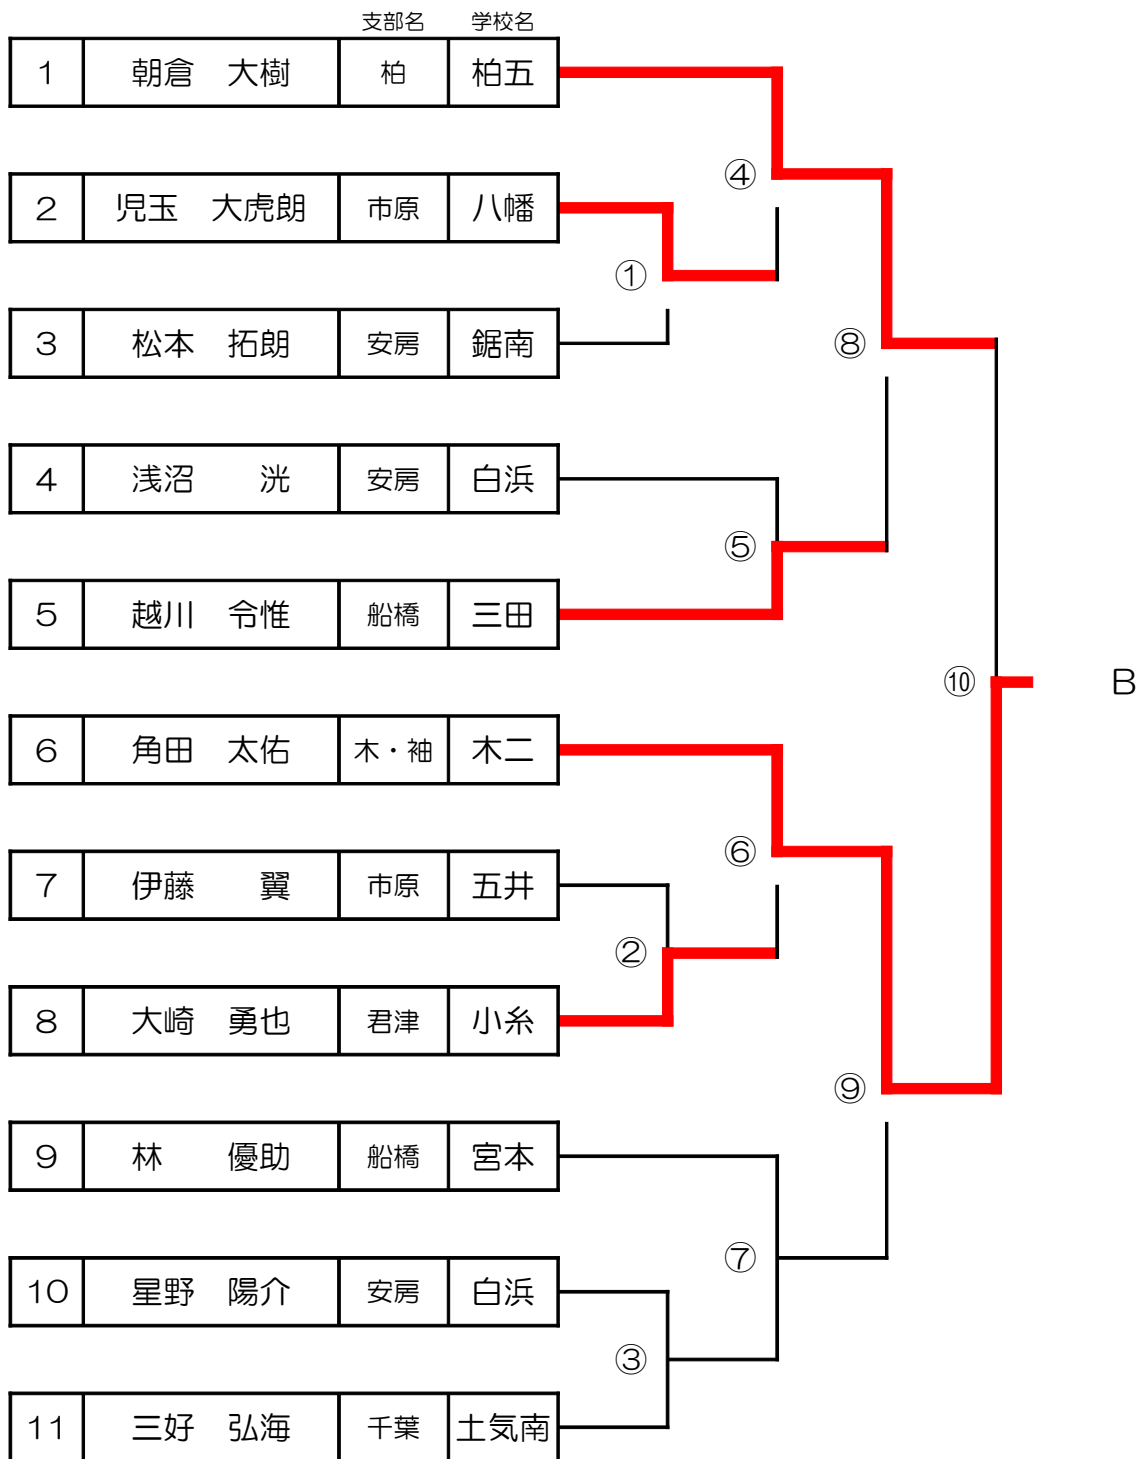 支部名 学校名
1 朝倉 大樹 柏 柏五
④
2 児玉 大虎朗 市原 八幡
①
3 松本 拓朗 安房 鋸南
⑧
4 浅沼 洸 安房 白浜
⑤
5 越川 令惟 船橋 三田
⑩ B
6 角田 太佑 木・袖 木二
⑥
7 伊藤 翼 市原 五井
②
8 大崎 勇也 君津 小糸
⑨
9 林 優助 船橋 宮本
⑦
10 星野 陽介 安房 白浜
③
11 三好 弘海 千葉 土気南